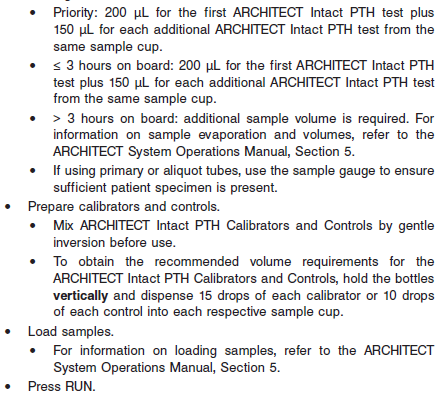 • Priority: 200 µL for the first ARCHITECT Intact PTH test plus
150 µL for each additional ARCHITECT Intact PTH test from the
same sample cup.
• ≤ 3 hours on board: 200 µL for the first ARCHITECT Intact PTH
test plus 150 µL for each additional ARCHITECT Intact PTH test
from the same sample cup.
• > 3 hours on board: additional sample volume is required. For
information on sample evaporation and volumes, refer to the
ARCHITECT System Operations Manual, Section 5.
• If using primary or aliquot tubes, use the sample gauge to ensure
sufficient patient specimen is present.
• Prepare calibrators and controls.
• Mix ARCHITECT Intact PTH Calibrators and Controls by gentle
inversion before use.
• To obtain the recommended volume requirements for the
ARCHITECT Intact PTH Calibrators and Controls, hold the bottles
vertically and dispense 15 drops of each calibrator or 10 drops
of each control into each respective sample cup.
• Load samples.
• For information on loading samples, refer to the ARCHITECT
System Operations Manual, Section 5.
• Press RUN.